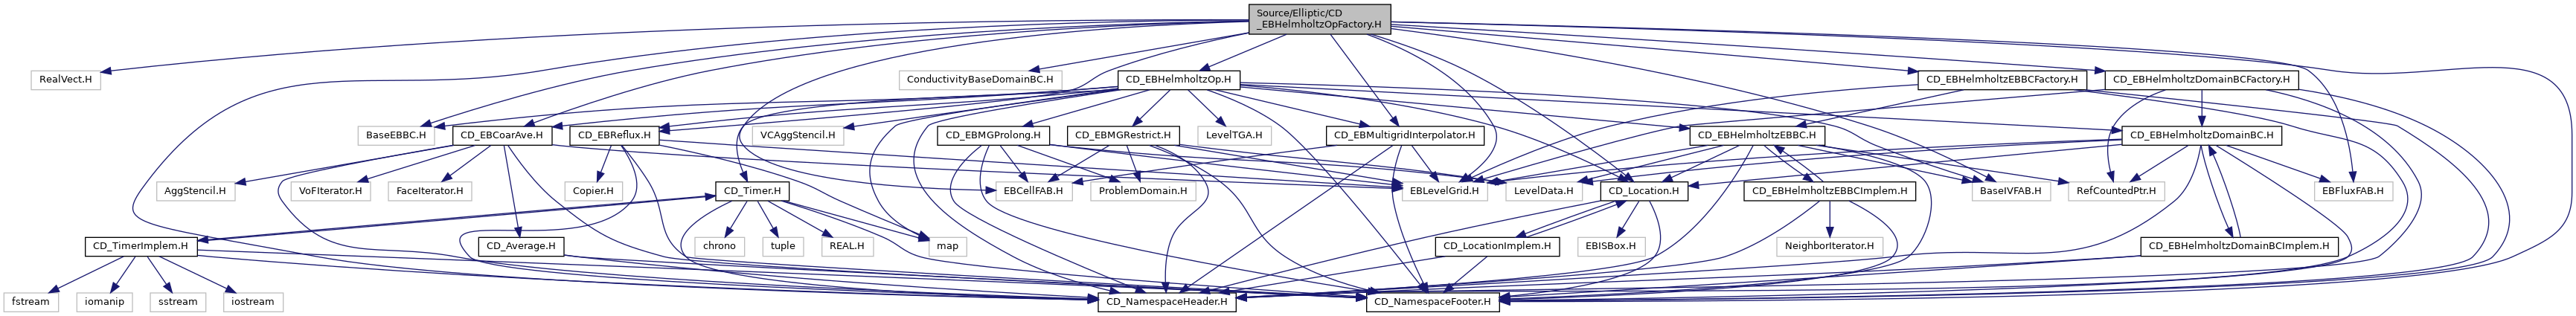 Source/Elliptic/CD
_EBHelmholtzOpFactory.H
RealVect.H
ConductivityBaseDomainBC.H
CD_EBHelmholtzOp.H
CD_EBHelmholtzEBBCFactory.H
CD_EBHelmholtzDomainBCFactory.H
BaseEBBC.H
CD_EBCoarAve.H
CD_EBReflux.H
VCAggStencil.H
CD_EBMGProlong.H
CD_EBMGRestrict.H
LevelTGA.H
CD_EBMultigridInterpolator.H
CD_EBHelmholtzEBBC.H
CD_EBHelmholtzDomainBC.H
AggStencil.H
VoFIterator.H
FaceIterator.H
Copier.H
CD_Timer.H
EBCellFAB.H
ProblemDomain.H
EBLevelGrid.H
LevelData.H
CD_Location.H
CD_EBHelmholtzEBBCImplem.H
BaseIVFAB.H
RefCountedPtr.H
EBFluxFAB.H
CD_TimerImplem.H
CD_Average.H
chrono
tuple
REAL.H
map
CD_LocationImplem.H
EBISBox.H
NeighborIterator.H
CD_EBHelmholtzDomainBCImplem.H
fstream
iomanip
sstream
iostream
CD_NamespaceHeader.H
CD_NamespaceFooter.H